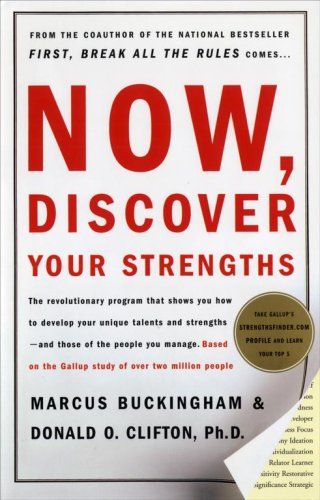 FROM THE COAUTHOR OF THE NATIONAL BESTSELLER
FIRST, BREAK ALL THE RULES COMES...
NOW,
DISCOVER
YOUR STRENGTHS
The revolutionary program that shows you how
to develop your unique talents and strengths
—and those of the people you manage. Based
on the Gallup study of over two million people
TAKE GALLUP'S
STRENGTHSFINDER.COM
PROFILE AND LEARN
YOUR TOP 5
MARCUS BUCKINGHAM &
DONALD O. CLIFTON, Ph.D.
Focus
Ideation
Relator Learner
Restorative
Strategic